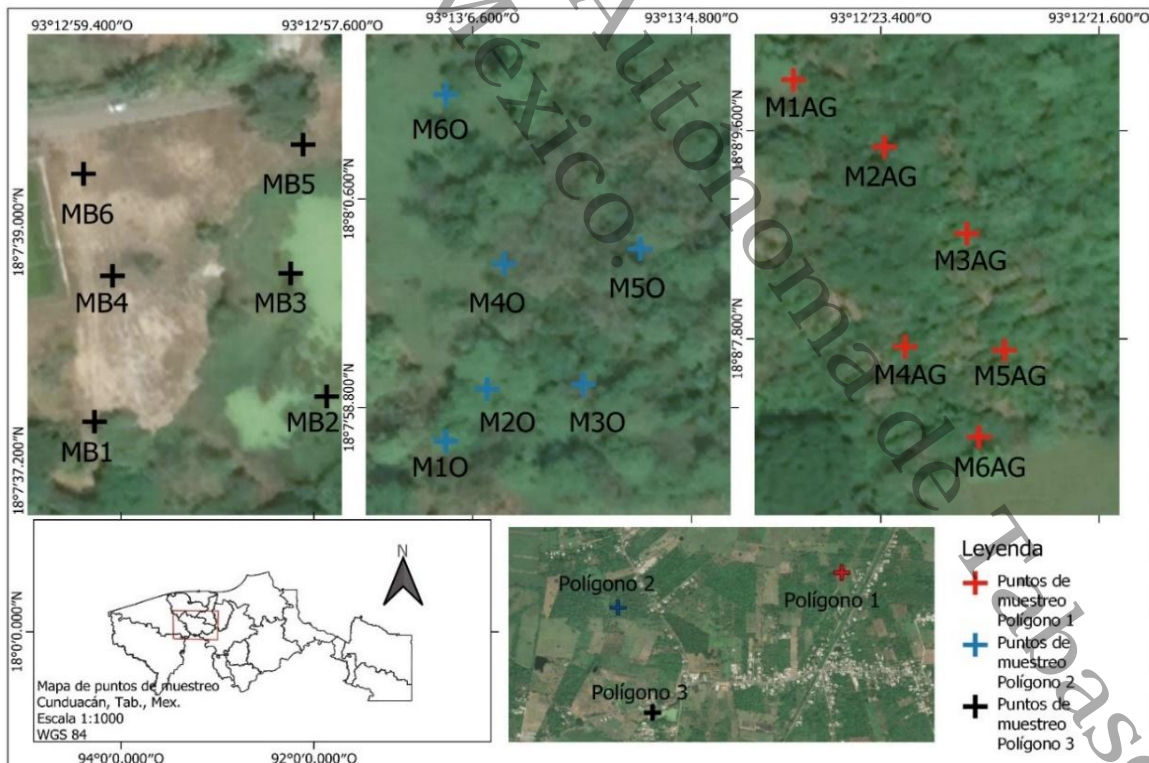 93°12'59.400"O 93°12'57.600"O 93°13'6.600"O 93°13'4.800"O 93°12'23.400"O 93°12'21.600"O
18°7'39.000"N
18°7'37.200"N
MB5
MB6
MB4
MB3
MB2
MB1
18°8'0.600"N
18°7'58.800"N
M6O
M5O
M4O
M2O
M3O
M1O
18°8'9.600"N
18°8'7.800"N
M1AG
M2AG
M3AG
M4AG
M5AG
M6AG
18°0'0.000"N
N
Mapa de puntos de muestreo
Cunduacán, Tab., Mex.
Escala 1:1000
WGS 84
94°0'0.000"O 92°0'0.000"O
Polígono 2
Polígono 1
Polígono 3
Leyenda
Puntos de
muestreo
Polígono 1
Puntos de
muestreo
Polígono 2
Puntos de
muestreo
Polígono 3
Autónoma de Tabasco
México.